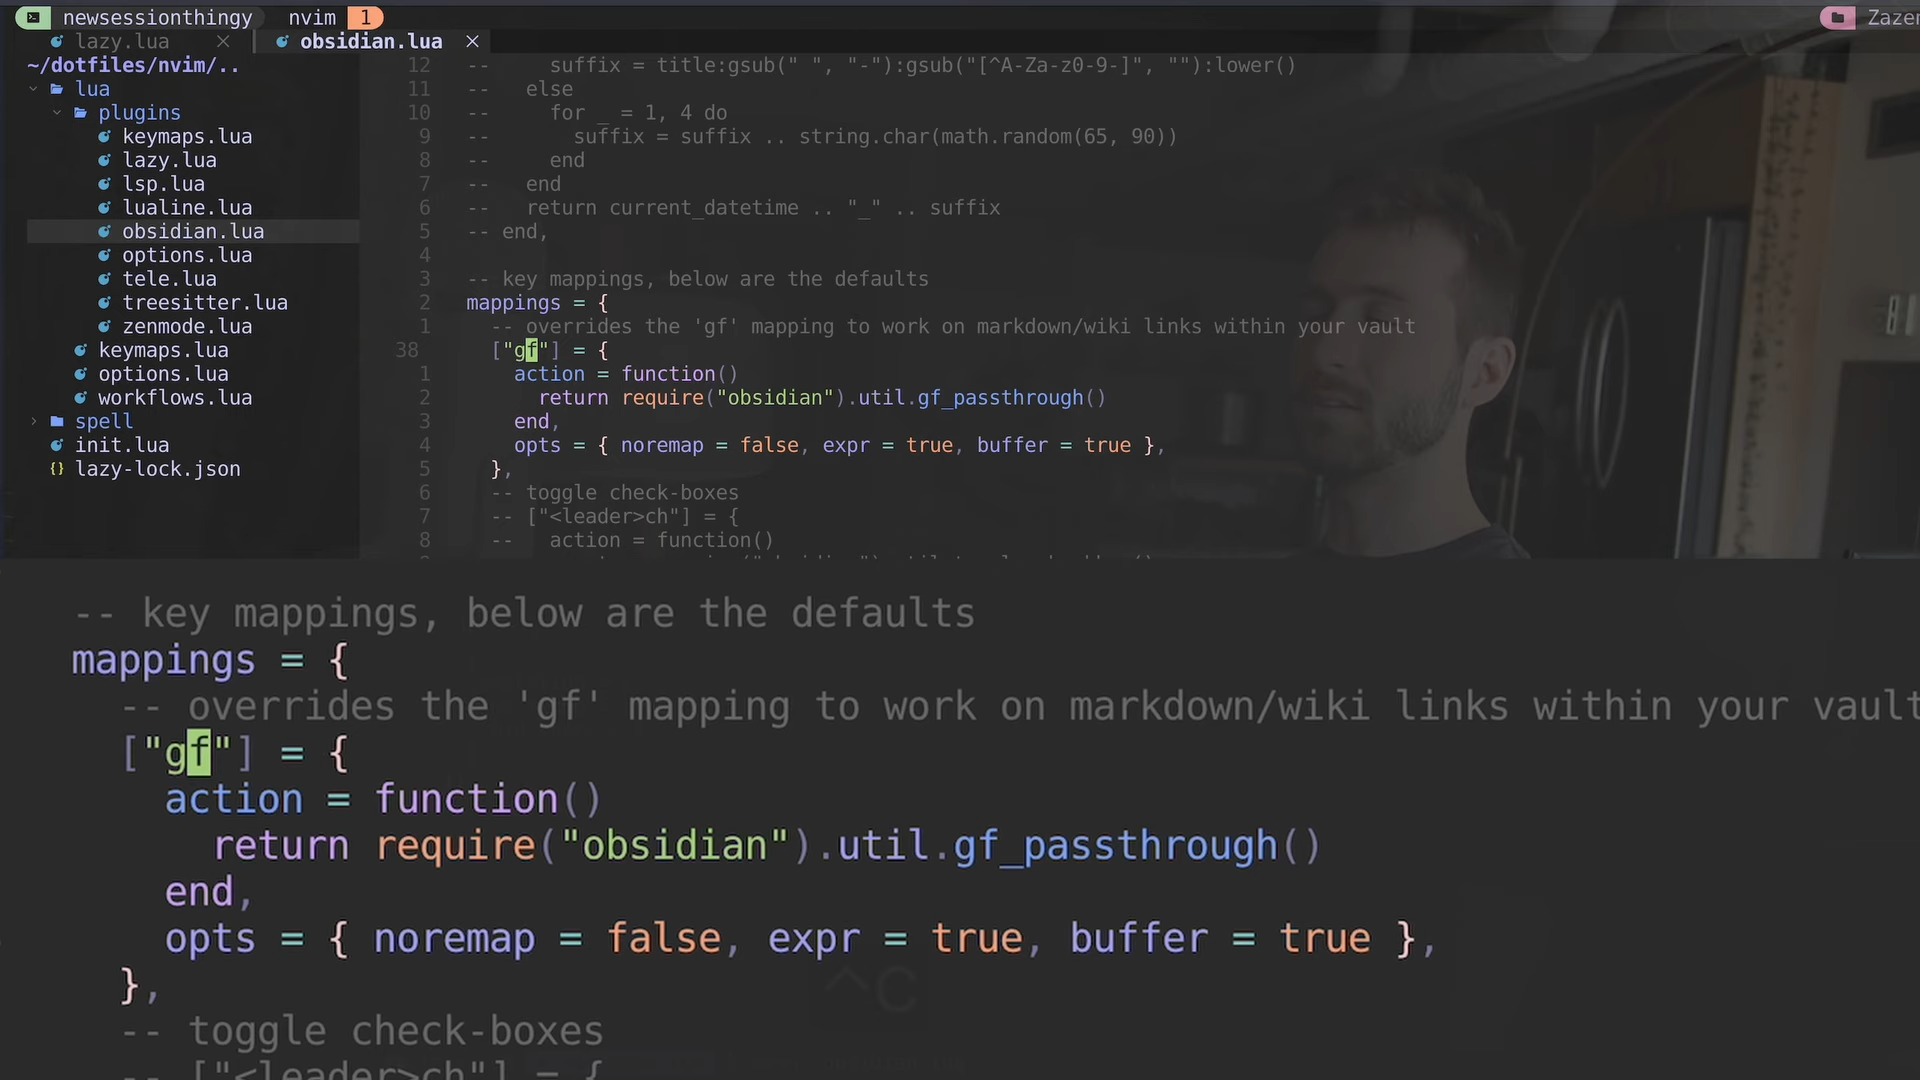 newsessionthingy nvim 1 Zazen
lazy.lua × obsidian.lua ×
~/dotfiles/nvim/..
lua
plugins
keymaps.lua
lazy.lua
lsp.lua
lualine.lua
obsidian.lua
options.lua
tele.lua
treesitter.lua
zenmode.lua
keymaps.lua
options.lua
workflows.lua
spell
init.lua
{} lazy-lock.json
12 -- suffix = title:gsub(" ", "-"):gsub("[^A-Za-z0-9-]", ""):lower()
11 -- else
10 -- for _ = 1, 4 do
9 -- suffix = suffix .. string.char(math.random(65, 90))
8 -- end
7 -- end
6 -- return current_datetime .. "_" .. suffix
5 -- end,
4
3 -- key mappings, below are the defaults
2 mappings = {
1 -- overrides the 'gf' mapping to work on markdown/wiki links within your vault
38 ["gf"] = {
1 action = function()
2 return require("obsidian").util.gf_passthrough()
3 end,
4 opts = { noremap = false, expr = true, buffer = true },
5 },
6 -- toggle check-boxes
7 -- ["<leader>ch"] = {
8 -- action = function()
-- key mappings, below are the defaults
mappings = {
-- overrides the 'gf' mapping to work on markdown/wiki links within your vault
["gf"] = {
action = function()
return require("obsidian").util.gf_passthrough()
end,
opts = { noremap = false, expr = true, buffer = true },
},
^C
-- toggle check-boxes
-- ["<leader>ch"] = {